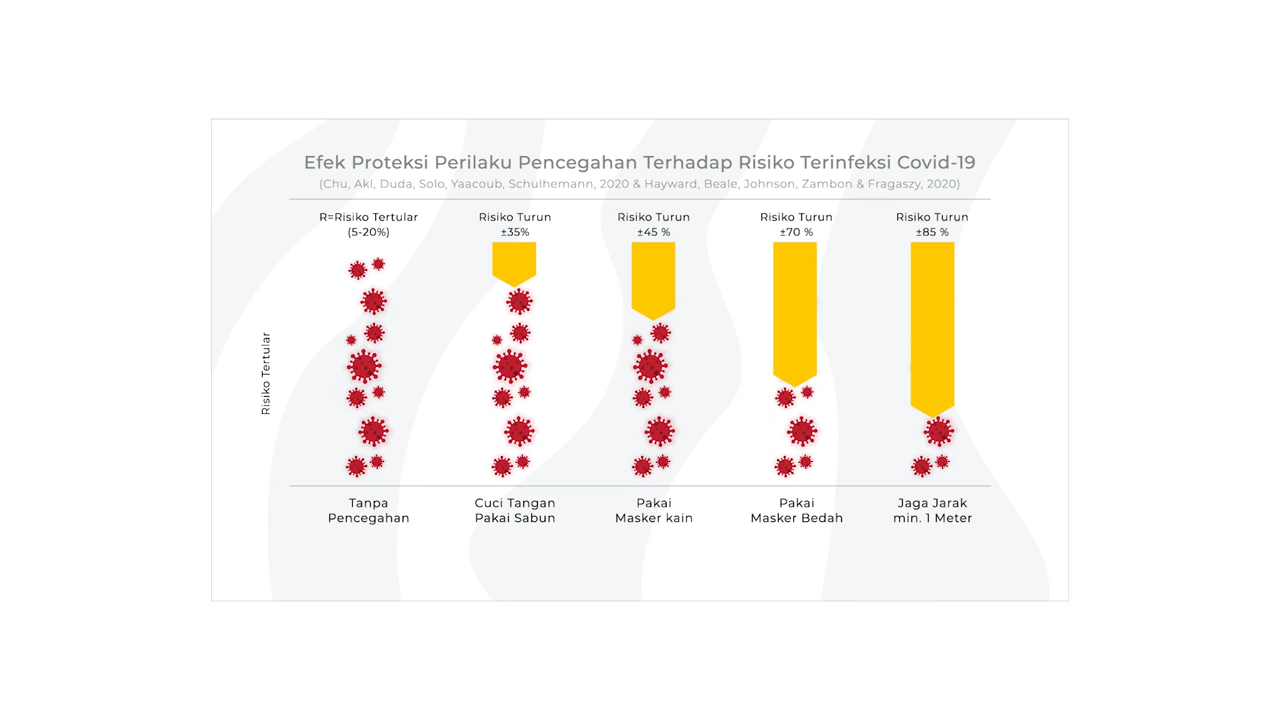 Efek Proteksi Perilaku Pencegahan Terhadap Risiko Terinfeksi Covid-19
(Chu, Akl, Duda, Solo, Yaacoub, Schulhemann, 2020 & Hayward, Beale, Johnson, Zambon & Fragaszy, 2020)
R=Risiko Tertular
(5-20%)
Risiko Turun
±35%
Risiko Turun
±45 %
Risiko Turun
±70 %
Risiko Turun
±85 %
Risiko Tertular
Tanpa
Pencegahan
Cuci Tangan
Pakai Sabun
Pakai
Masker kain
Pakai
Masker Bedah
Jaga Jarak
min. 1 Meter